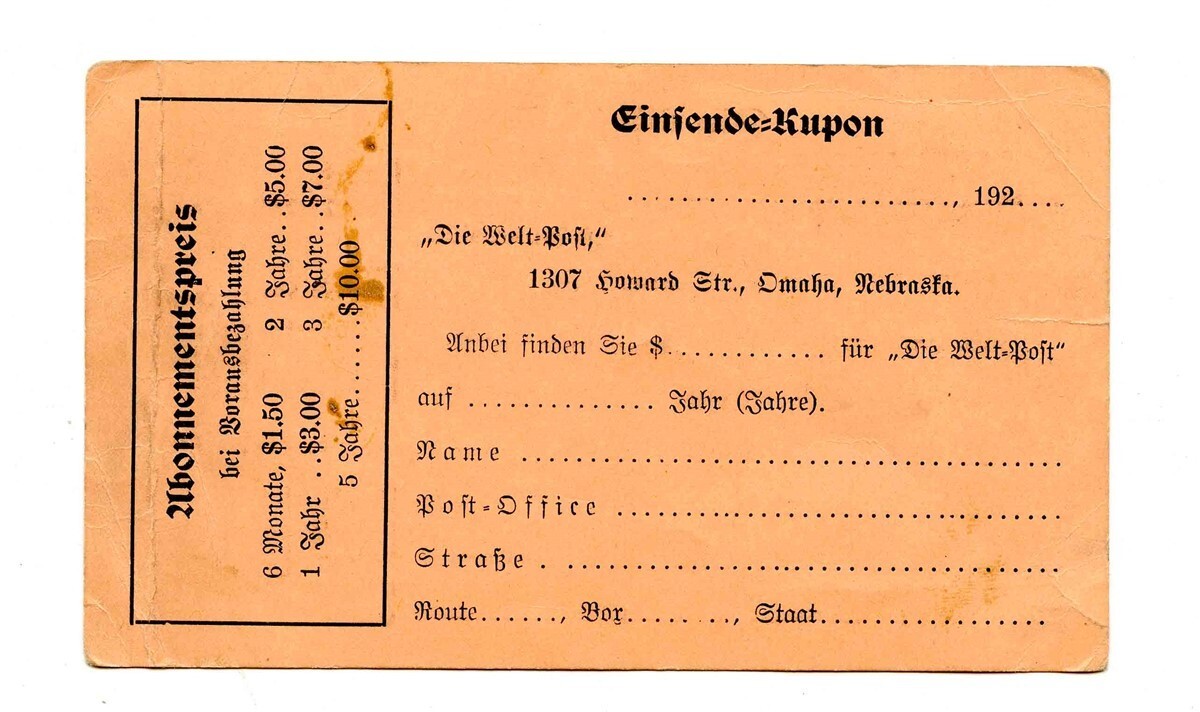 Abonnementspreis
bei Vorausbezahlung
6 Monate, $1.50 2 Jahre..$5.00
1 Jahr ..$3.00 3 Jahre..$7.00
5 Jahre.......$10.00
Einsende-Kupon
........................, 192....
„Die Welt-Post,“
1307 Howard Str., Omaha, Nebraska.
Anbei finden Sie $............ für „Die Welt-Post“
auf .............. Jahr (Jahre).
Name ........................................
Post-Office .................................
Straße . ....................................
Route......, Box........., Staat.................